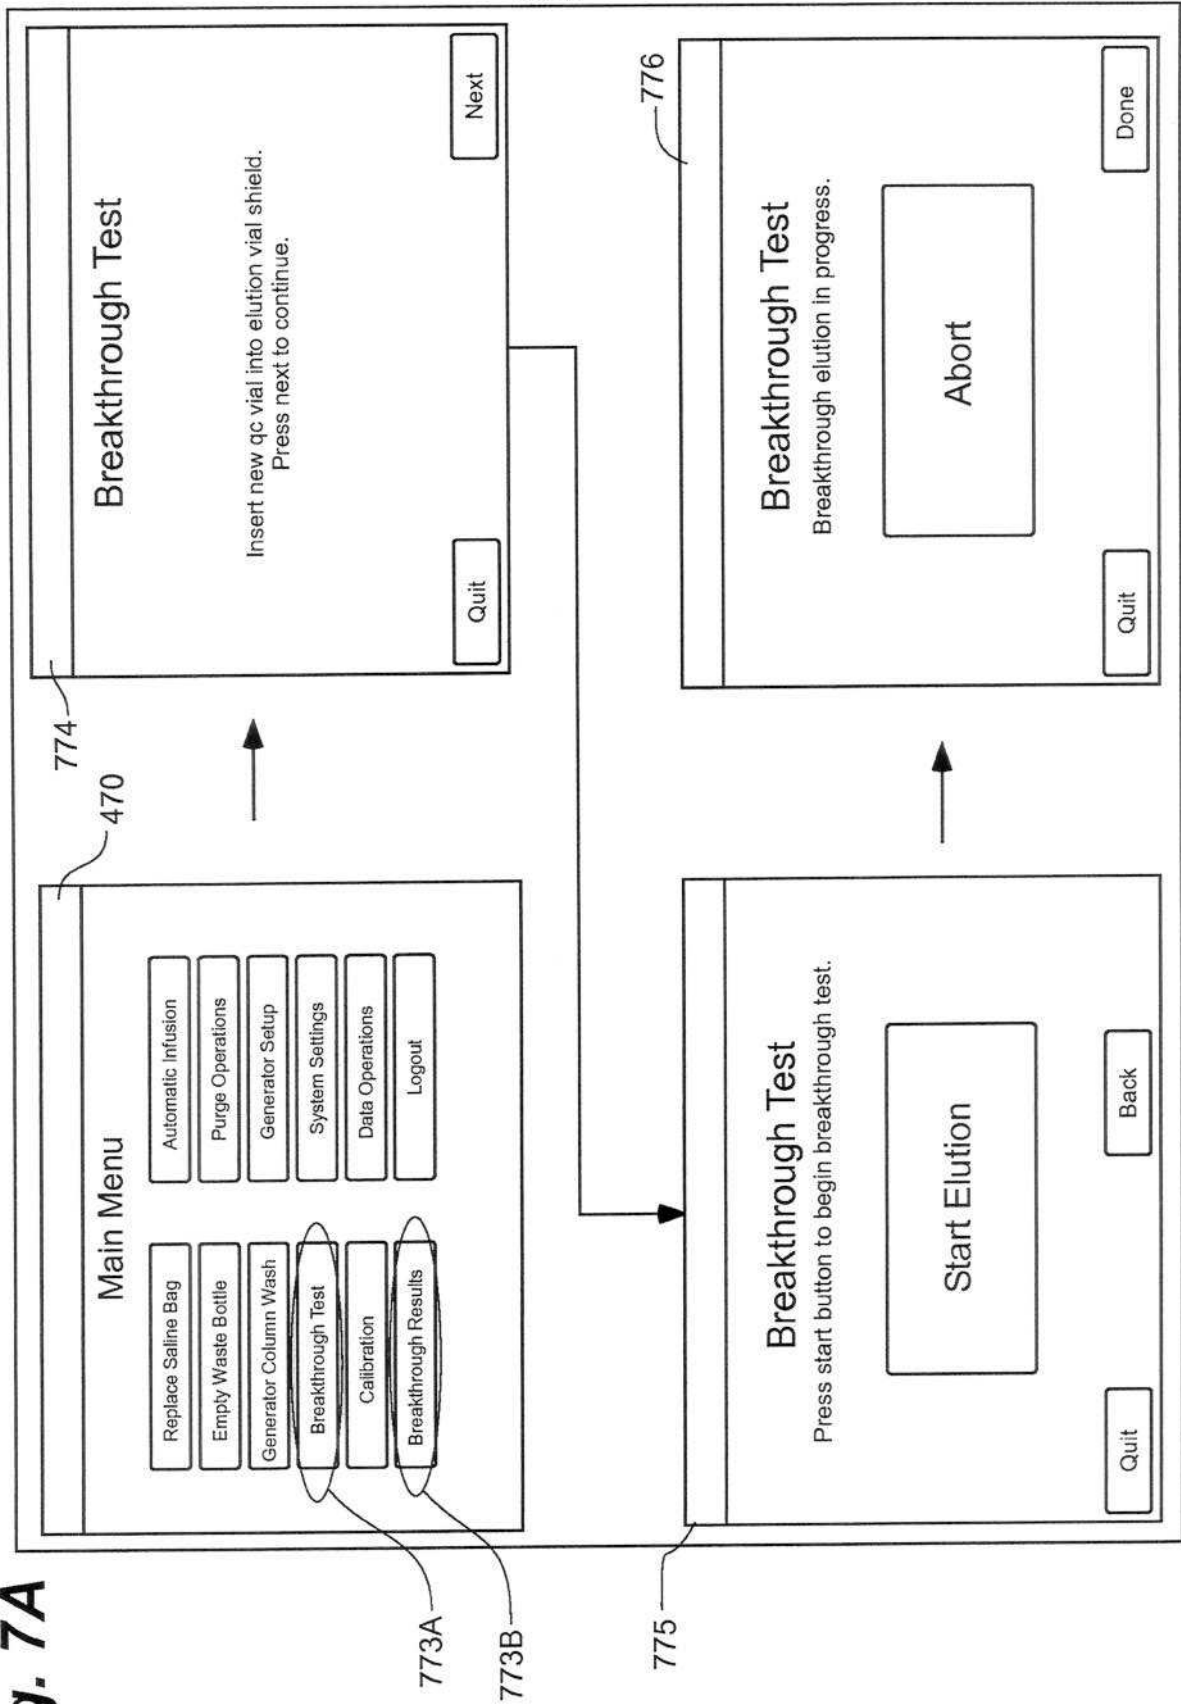 g. 7A
470
Main Menu
Replace Saline Bag
Empty Waste Bottle
Generator Column Wash
Breakthrough Test
Calibration
Breakthrough Results
Automatic Infusion
Purge Operations
Generator Setup
System Settings
Data Operations
Logout
773A
773B
774
Breakthrough Test
Insert new qc vial into elution vial shield.
Press next to continue.
Quit
Next
775
Breakthrough Test
Press start button to begin breakthrough test.
Start Elution
Quit
Back
776
Breakthrough Test
Breakthrough elution in progress.
Abort
Quit
Done